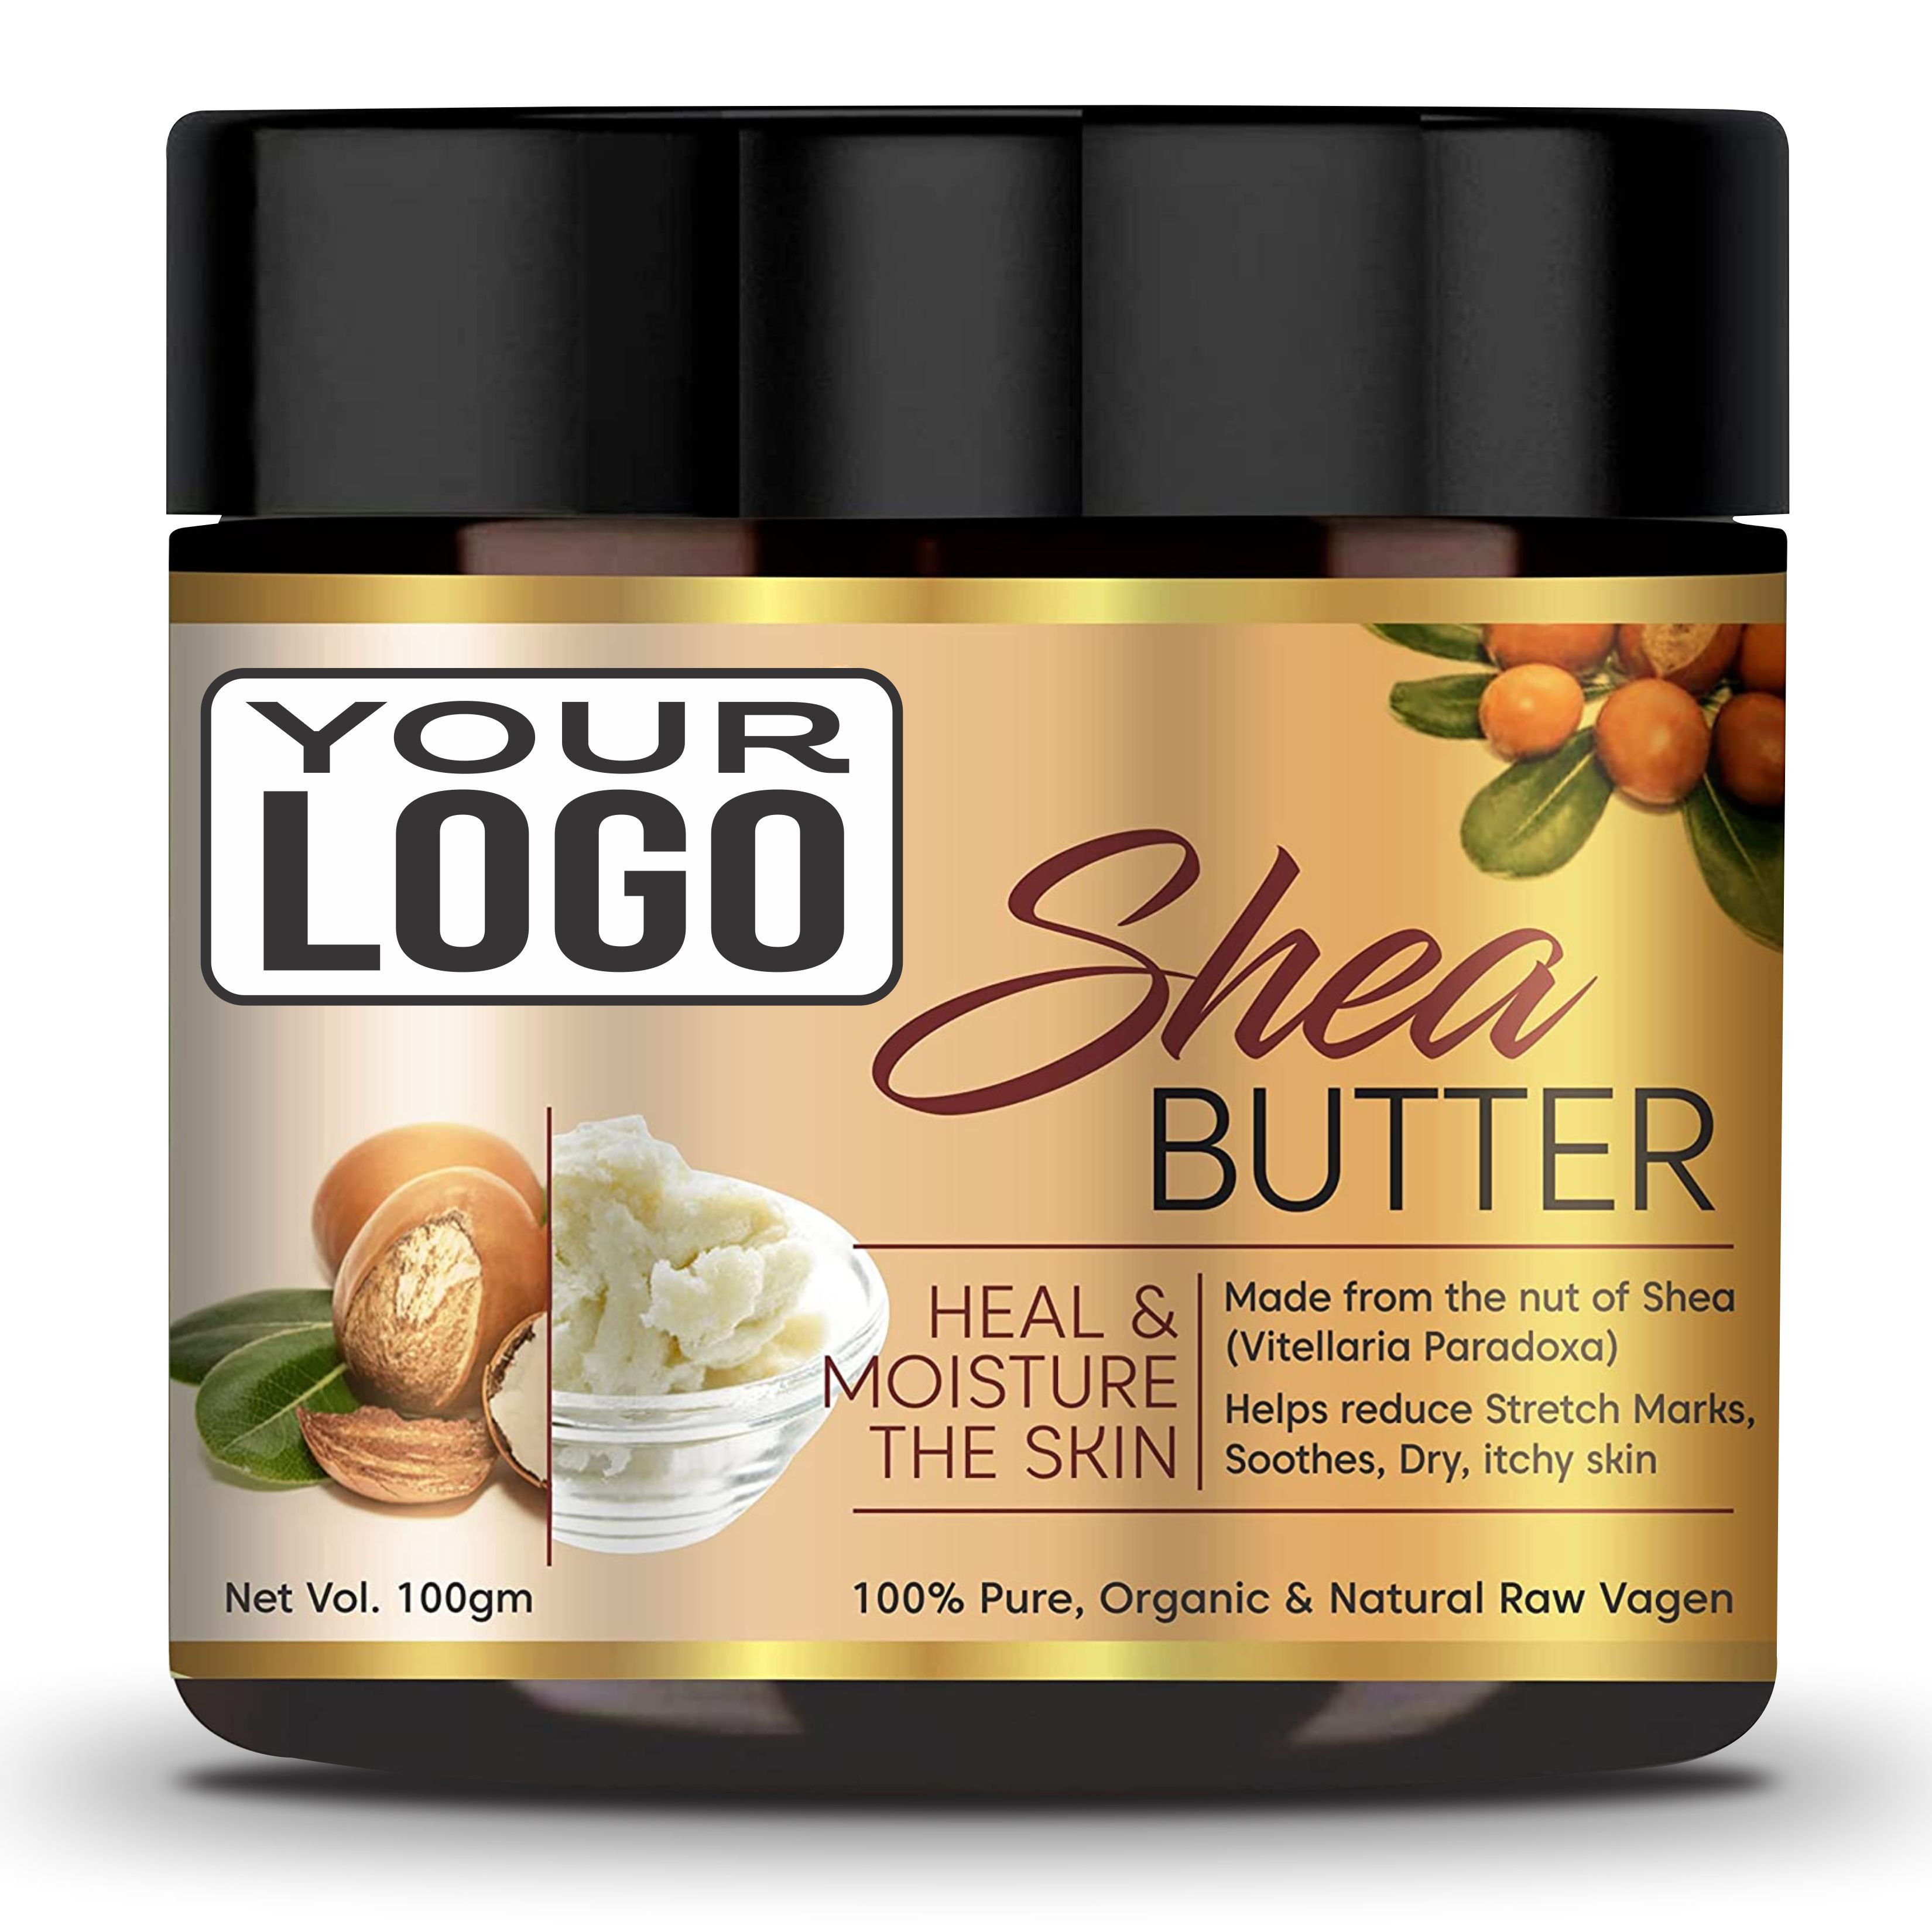 YOUR
LOGO
Shea
BUTTER
HEAL &
MOISTURE
THE SKIN
Made from the nut of Shea
(Vitellaria Paradoxa)
Helps reduce Stretch Marks,
Soothes, Dry, itchy skin
Net Vol. 100gm
100% Pure, Organic & Natural Raw Vagen